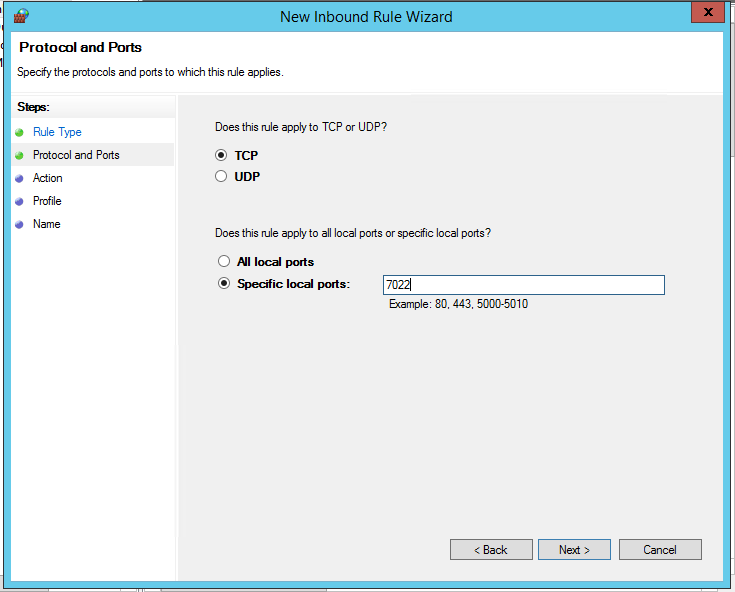 New Inbound Rule Wizard
x
Protocol and Ports
Specify the protocols and ports to which this rule applies.
Steps:
Rule Type
Protocol and Ports
Action
Profile
Name
Does this rule apply to TCP or UDP?
TCP
UDP
Does this rule apply to all local ports or specific local ports?
All local ports
Specific local ports: 7022
Example: 80, 443, 5000-5010
< Back Next > Cancel